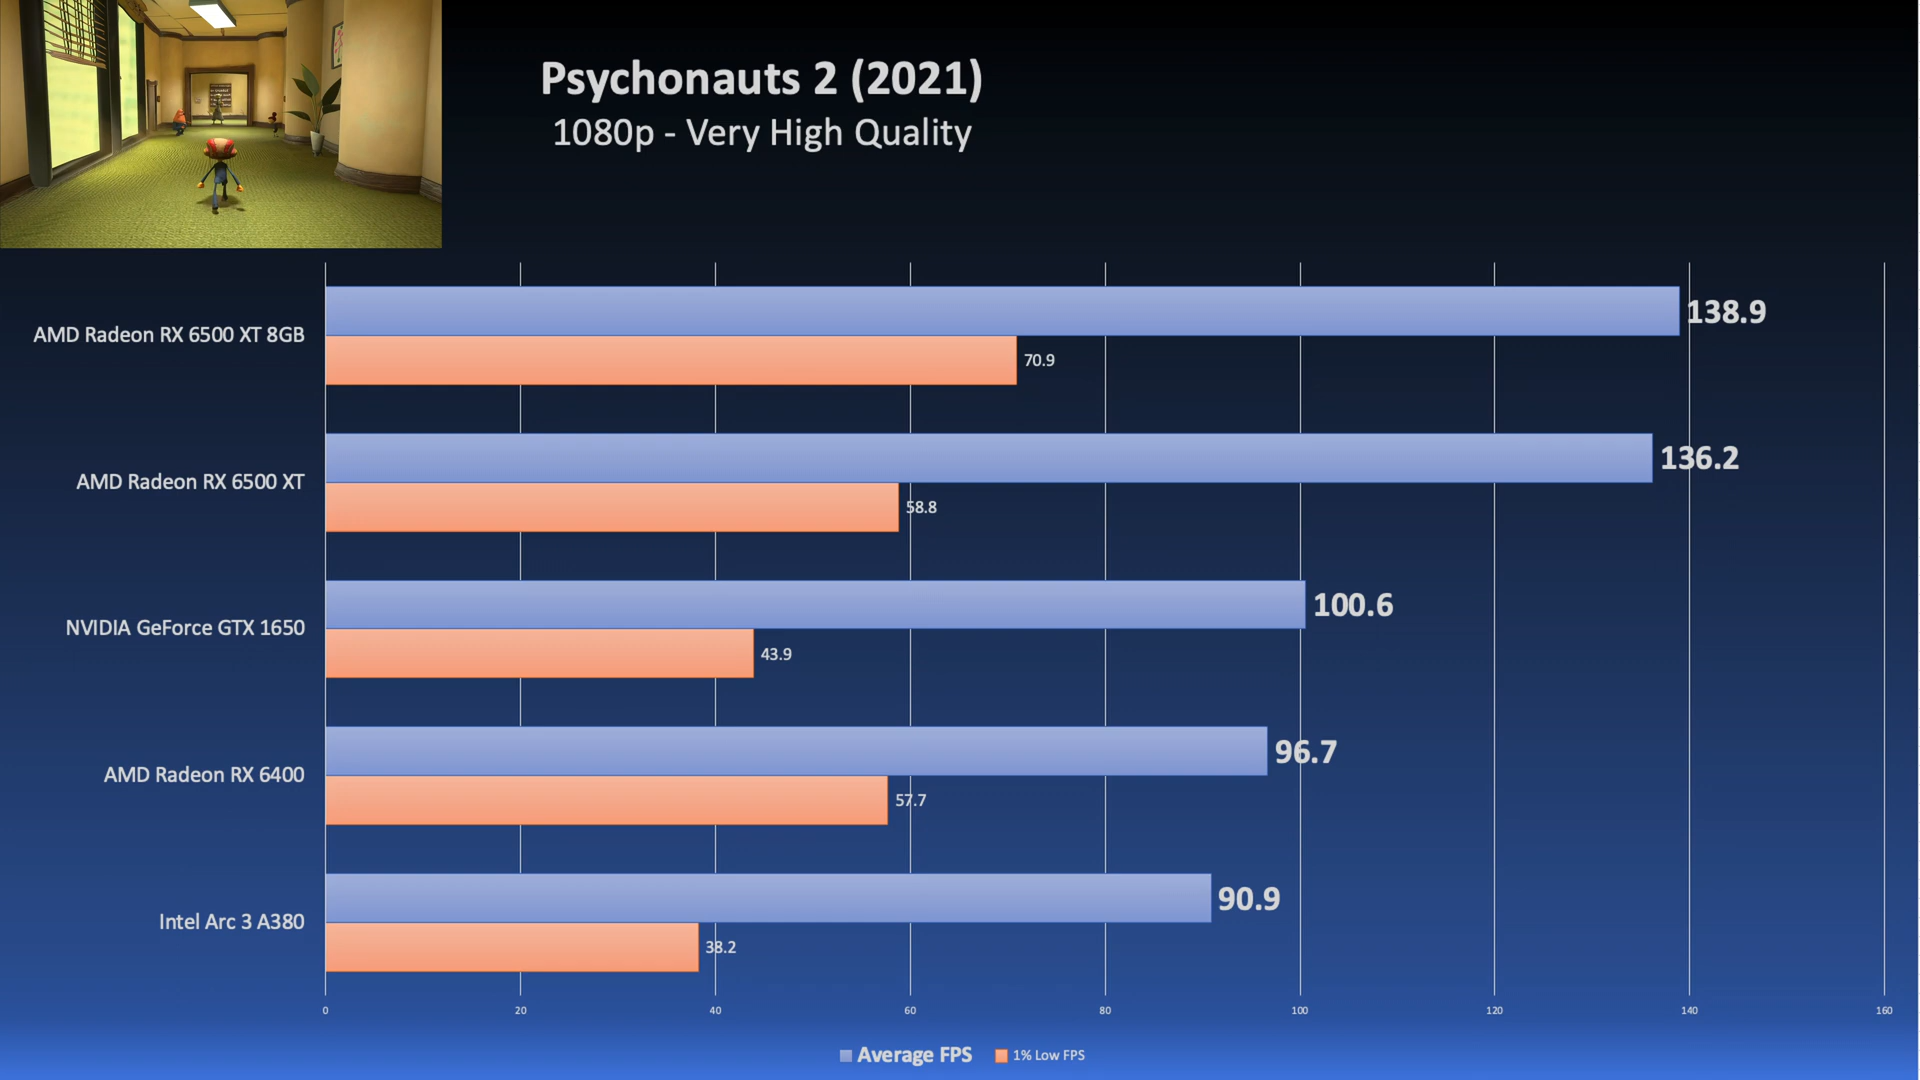 Psychonauts 2 (2021)
1080p - Very High Quality
AMD Radeon RX 6500 XT 8GB
138.9
70.9
AMD Radeon RX 6500 XT
136.2
58.8
NVIDIA GeForce GTX 1650
100.6
43.9
AMD Radeon RX 6400
96.7
57.7
Intel Arc 3 A380
90.9
38.2
0 20 40 60 80 100 120 140 160
Average FPS 1% Low FPS